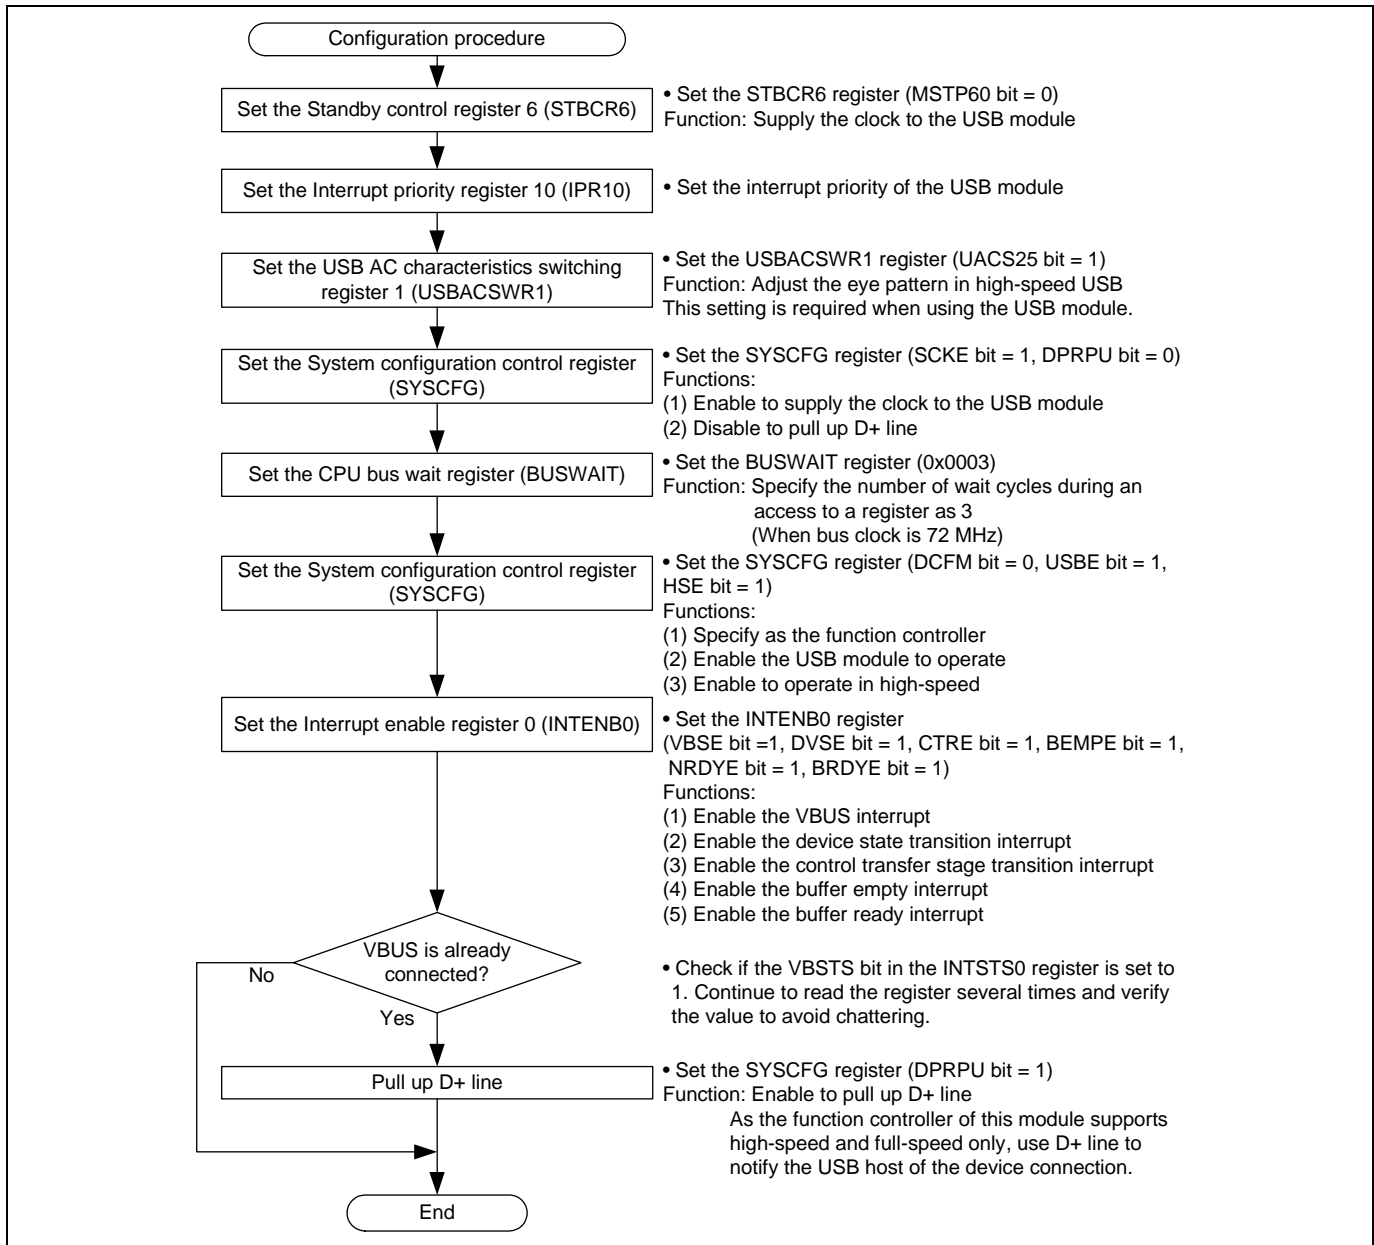 Configuration procedure
Set the Standby control register 6 (STBCR6)
• Set the STBCR6 register (MSTP60 bit = 0)
Function: Supply the clock to the USB module
Set the Interrupt priority register 10 (IPR10)
• Set the interrupt priority of the USB module
Set the USB AC characteristics switching
register 1 (USBACSWR1)
• Set the USBACSWR1 register (UACS25 bit = 1)
Function: Adjust the eye pattern in high-speed USB
This setting is required when using the USB module.
Set the System configuration control register
(SYSCFG)
• Set the SYSCFG register (SCKE bit = 1, DPRPU bit = 0)
Functions:
(1) Enable to supply the clock to the USB module
(2) Disable to pull up D+ line
Set the CPU bus wait register (BUSWAIT)
• Set the BUSWAIT register (0x0003)
Function: Specify the number of wait cycles during an
access to a register as 3
(When bus clock is 72 MHz)
Set the System configuration control register
(SYSCFG)
• Set the SYSCFG register (DCFM bit = 0, USBE bit = 1,
HSE bit = 1)
Functions:
(1) Specify as the function controller
(2) Enable the USB module to operate
(3) Enable to operate in high-speed
Set the Interrupt enable register 0 (INTENB0)
• Set the INTENB0 register
(VBSE bit =1, DVSE bit = 1, CTRE bit = 1, BEMPE bit = 1,
NRDYE bit = 1, BRDYE bit = 1)
Functions:
(1) Enable the VBUS interrupt
(2) Enable the device state transition interrupt
(3) Enable the control transfer stage transition interrupt
(4) Enable the buffer empty interrupt
(5) Enable the buffer ready interrupt
VBUS is already
connected?
No
Yes
• Check if the VBSTS bit in the INTSTS0 register is set to
1. Continue to read the register several times and verify
the value to avoid chattering.
Pull up D+ line
• Set the SYSCFG register (DPRPU bit = 1)
Function: Enable to pull up D+ line
As the function controller of this module supports
high-speed and full-speed only, use D+ line to
notify the USB host of the device connection.
End